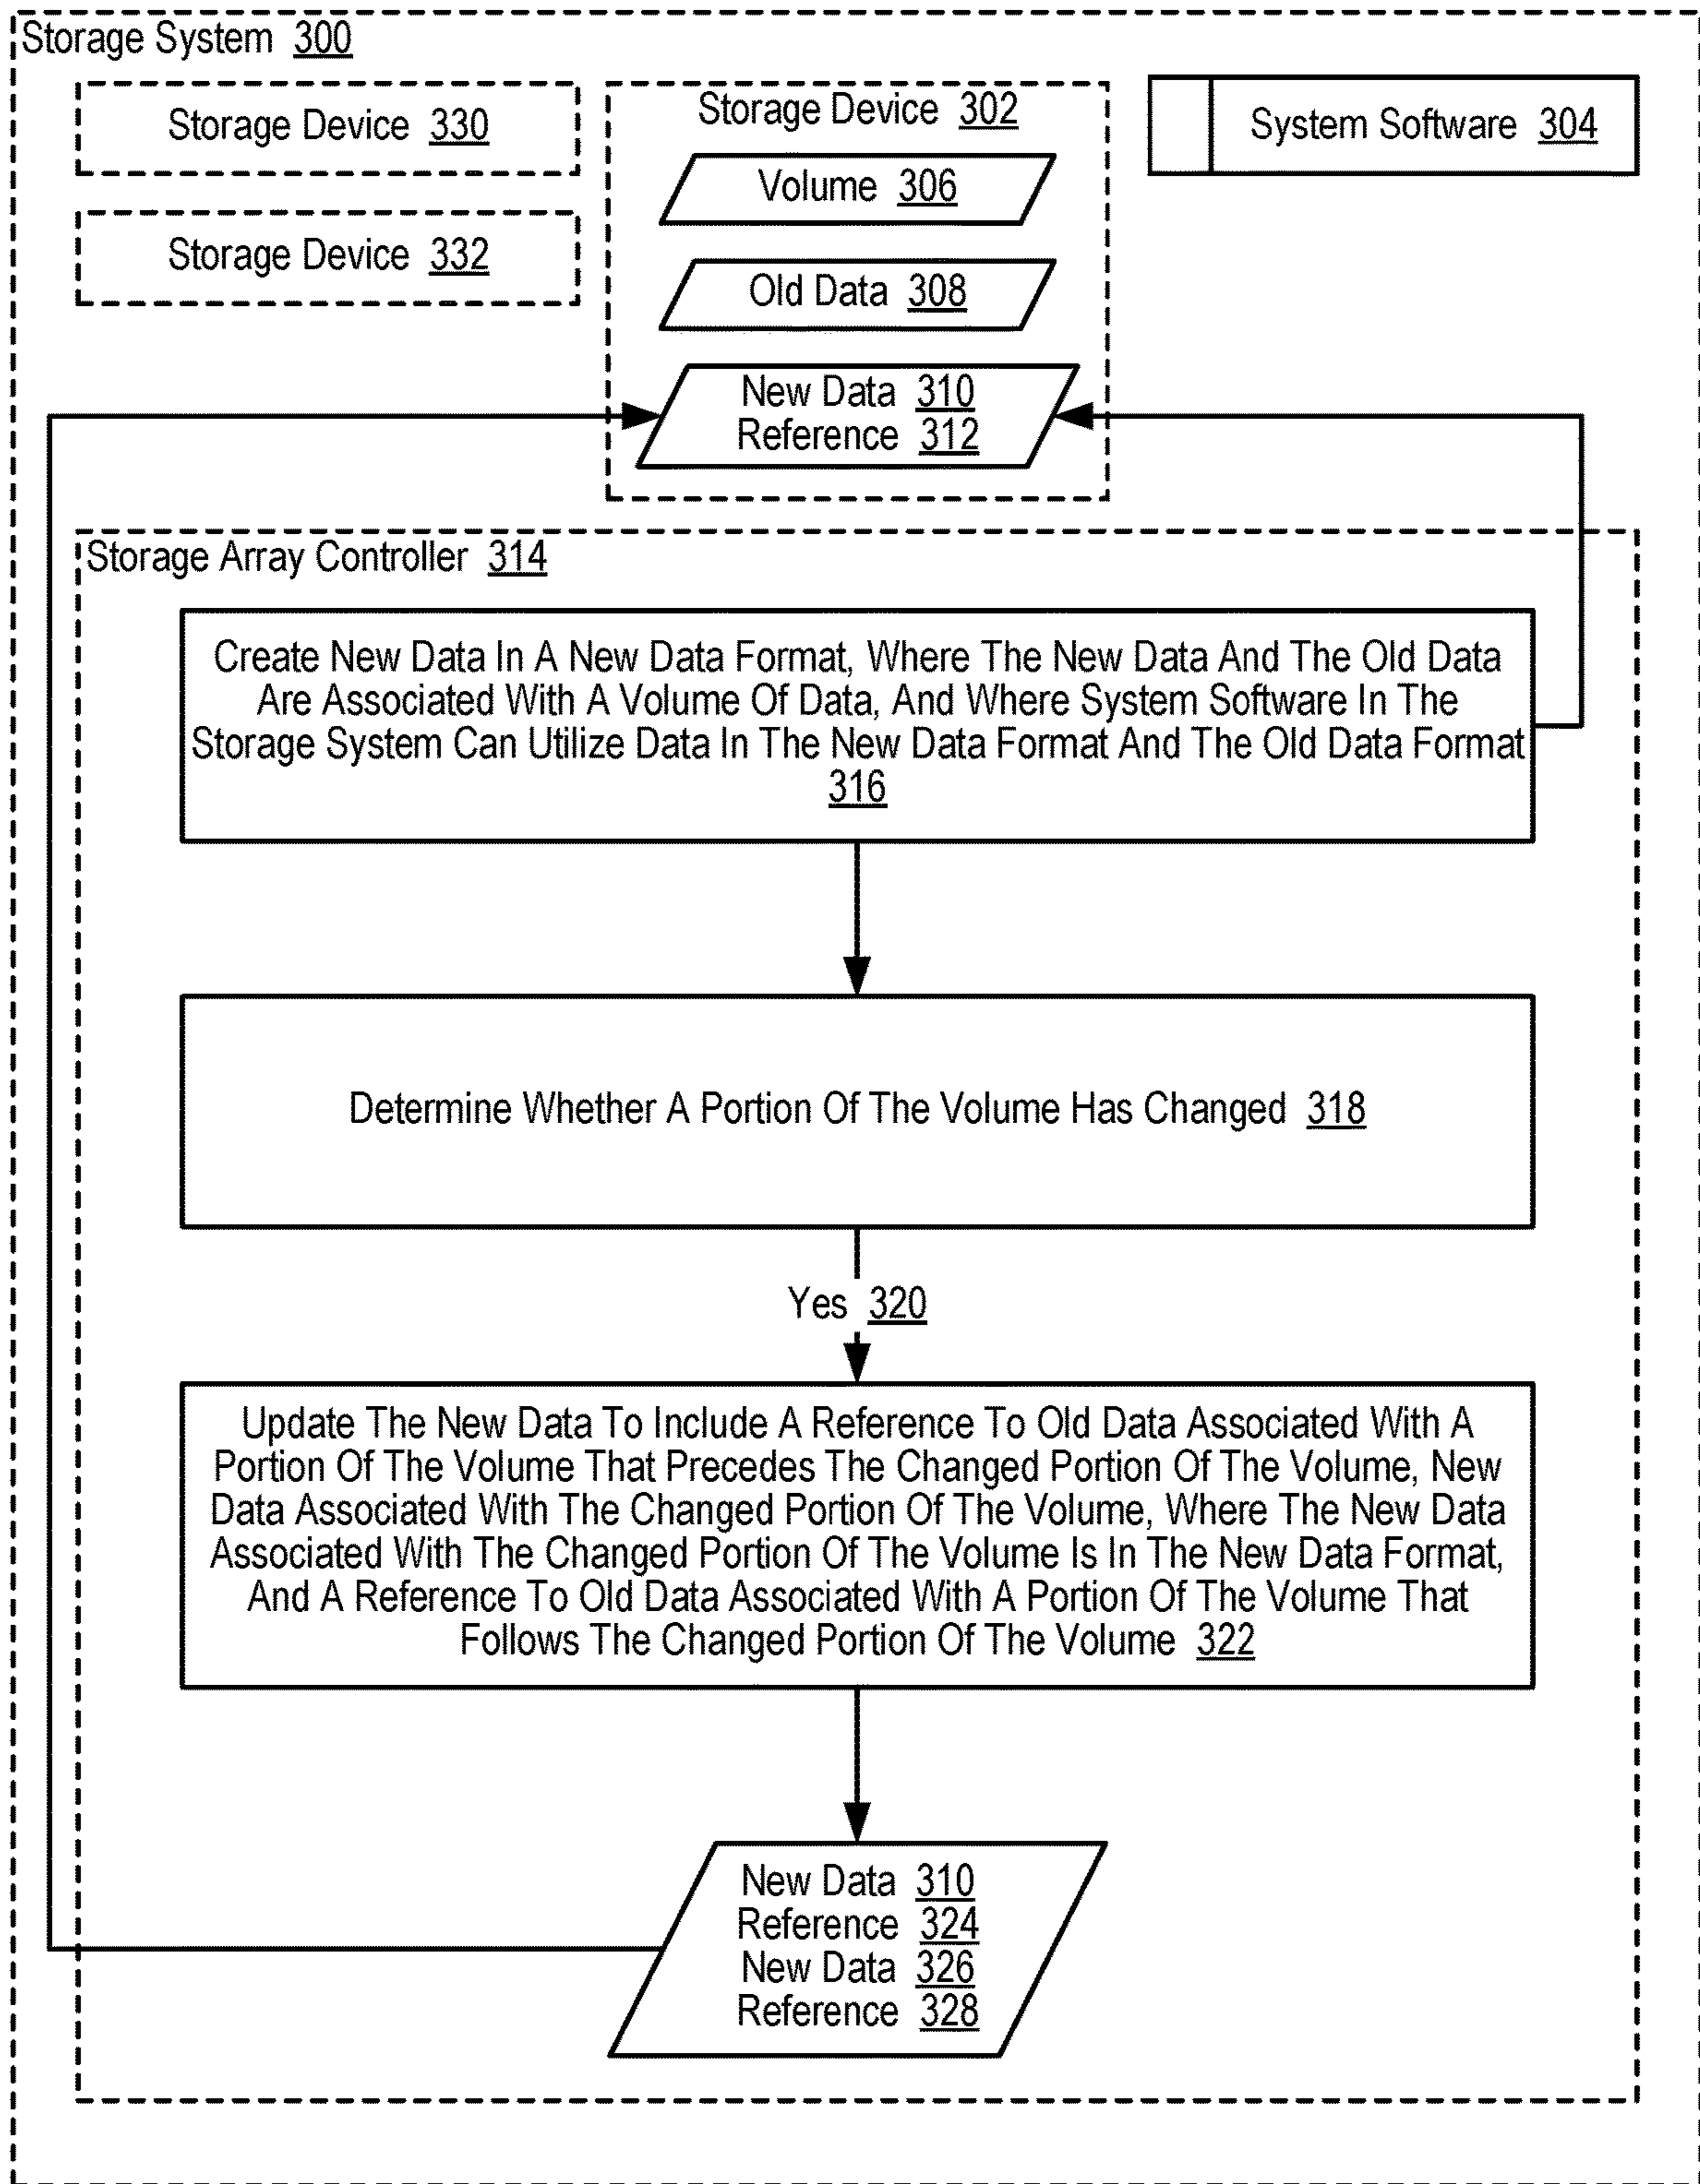 Storage System 300
Storage Device 330
Storage Device 332
Storage Device 302
Volume 306
Old Data 308
New Data 310
Reference 312
System Software 304
Storage Array Controller 314
Create New Data In A New Data Format, Where The New Data And The Old Data
Are Associated With A Volume Of Data, And Where System Software In The
Storage System Can Utilize Data In The New Data Format And The Old Data Format
316
Determine Whether A Portion Of The Volume Has Changed 318
Yes 320
Update The New Data To Include A Reference To Old Data Associated With A
Portion Of The Volume That Precedes The Changed Portion Of The Volume, New
Data Associated With The Changed Portion Of The Volume, Where The New Data
Associated With The Changed Portion Of The Volume Is In The New Data Format,
And A Reference To Old Data Associated With A Portion Of The Volume That
Follows The Changed Portion Of The Volume 322
New Data 310
Reference 324
New Data 326
Reference 328